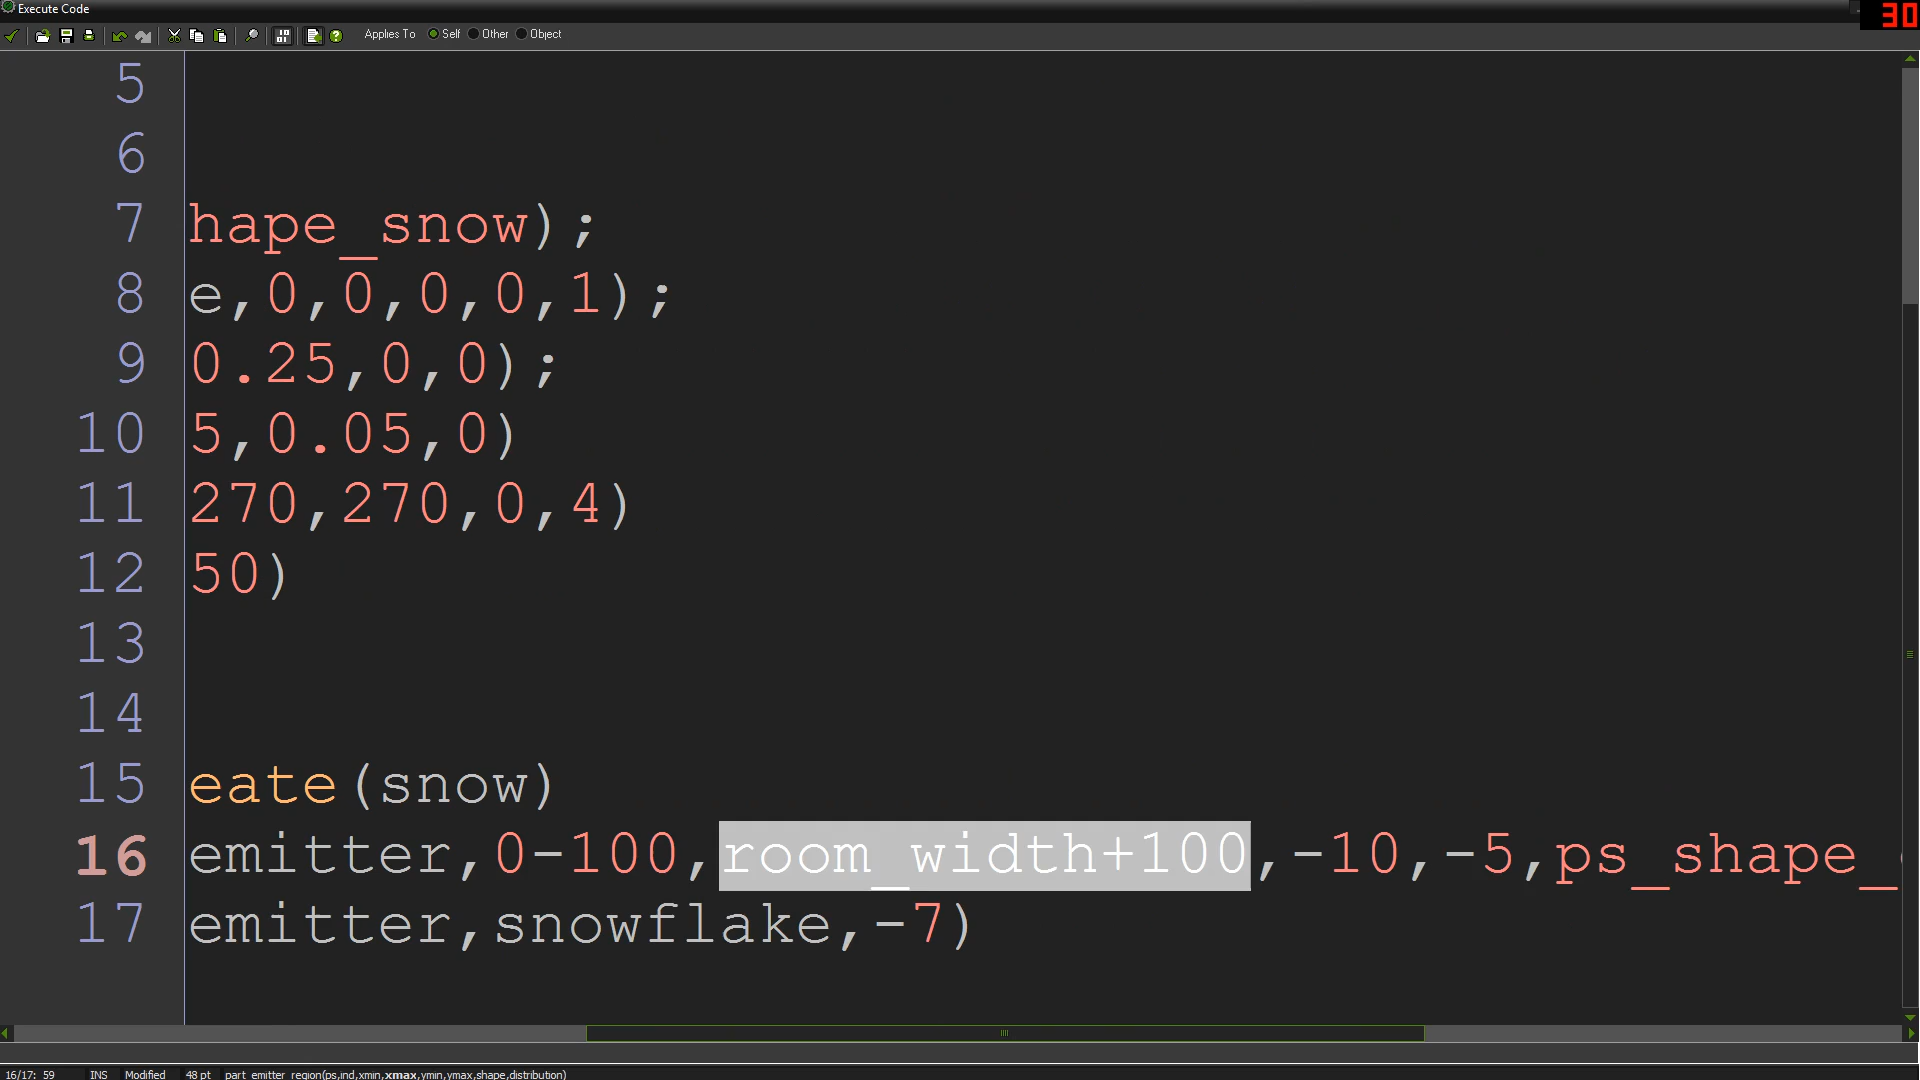 Execute Code
30
Applies To Self Other Object
5
6
7 hape_snow);
8 e,0,0,0,0,1);
9 0.25,0,0);
10 5,0.05,0)
11 270,270,0,4)
12 50)
13
14
15 eate(snow)
16 emitter,0-100,room_width+100,-10,-5,ps_shape_
17 emitter,snowflake,-7)
16/17: 59 INS Modified 48 pt part_emitter_region(ps,ind,xmin,xmax,ymin,ymax,shape,distribution)